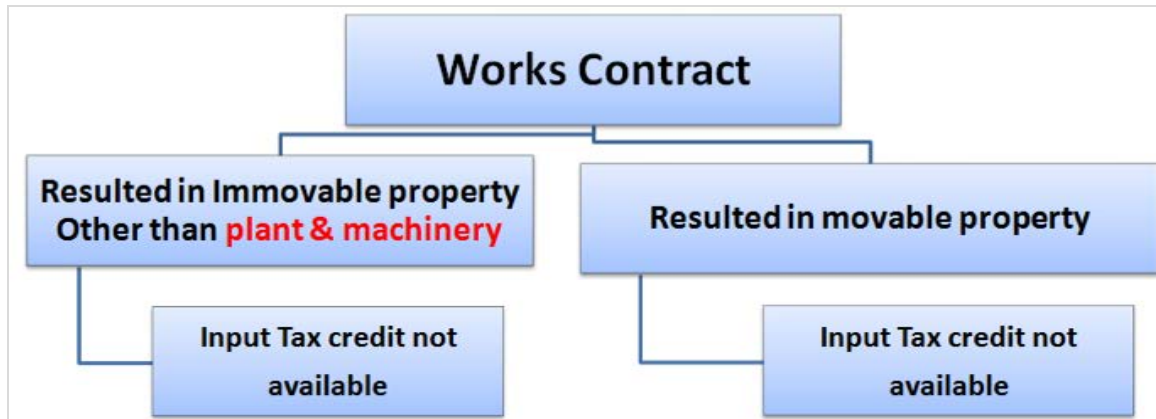 Works Contract
Resulted in Immovable property
Other than plant & machinery
Resulted in movable property
Input Tax credit not
available
Input Tax credit not
available